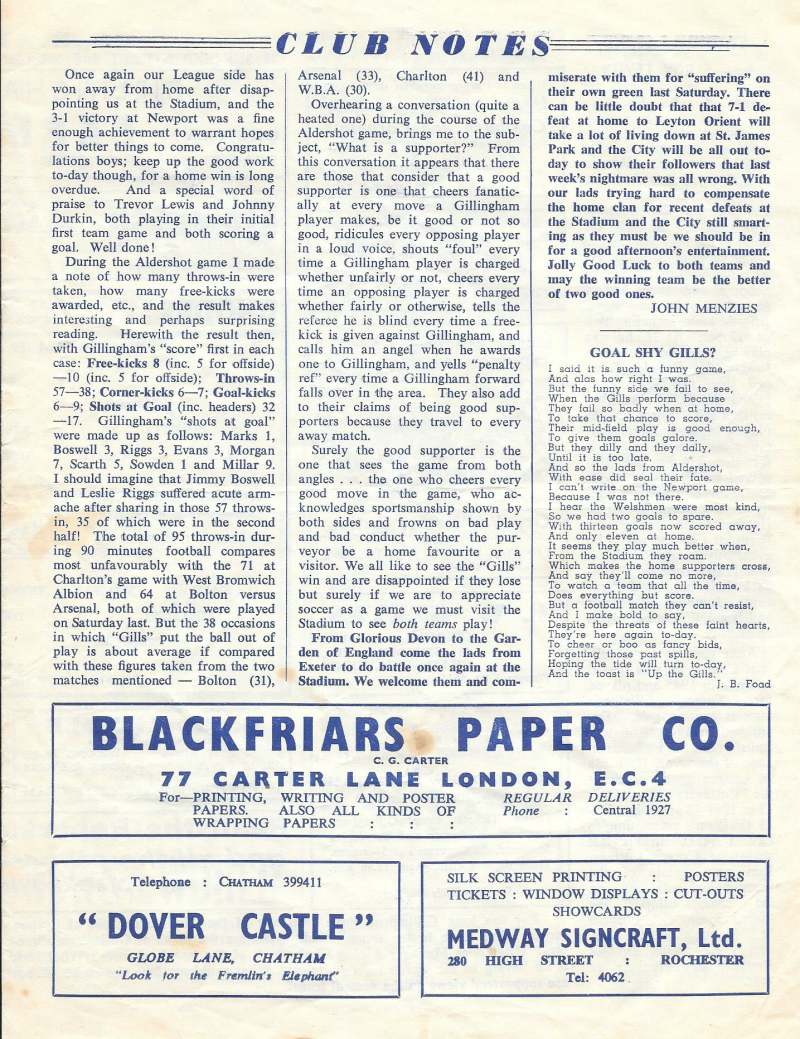 CLUB NOTES
Once again our League side has
won away from home after disap-
pointing us at the Stadium, and the
3-1 victory at Newport was a fine
enough achievement to warrant hopes
for better things to come. Congratu-
lations boys; keep up the good work
to-day though, for a home win is long
overdue. And a special word of
praise to Trevor Lewis and Johnny
Durkin, both playing in their initial
first team game and both scoring a
goal. Well done!
During the Aldershot game I made
a note of how many throws-in were
taken, how many free-kicks were
awarded, etc., and the result makes
interesting and perhaps surprising
reading. Herewith the result then,
with Gillingham's "score" first in each
case: Free-kicks 8 (inc. 5 for offside)
—10 (inc. 5 for offside); Throws-in
57—38; Corner-kicks 6—7; Goal-kicks
6—9; Shots at Goal (inc. headers) 32
—17. Gillingham's "shots at goal"
were made up as follows: Marks 1,
Boswell 3, Riggs 3, Evans 3, Morgan
7, Scarth 5, Sowden 1 and Millar 9.
I should imagine that Jimmy Boswell
and Leslie Riggs suffered acute arm-
ache after sharing in those 57 throws-
in, 35 of which were in the second
half! The total of 95 throws-in dur-
ing 90 minutes football compares
most unfavourably with the 71 at
Charlton's game with West Bromwich
Albion and 64 at Bolton versus
Arsenal, both of which were played
on Saturday last. But the 38 occasions
in which "Gills" put the ball out of
play is about average if compared
with these figures taken from the two
matches mentioned — Bolton (31),
Arsenal (33), Charlton (41) and
W.B.A. (30).
Overhearing a conversation (quite a
heated one) during the course of the
Aldershot game, brings me to the sub-
ject, "What is a supporter?" From
this conversation it appears that there
are those that consider that a good
supporter is one that cheers fanatic-
ally at every move a Gillingham
player makes, be it good or not so
good, ridicules every opposing player
in a loud voice, shouts "foul" every
time a Gillingham player is charged
whether unfairly or not, cheers every
time an opposing player is charged
whether fairly or otherwise, tells the
referee he is blind every time a free-
kick is given against Gillingham, and
calls him an angel when he awards
one to Gillingham, and yells "penalty
ref" every time a Gillingham forward
falls over in the area. They also add
to their claims of being good sup-
porters because they travel to every
away match.
Surely the good supporter is the
one that sees the game from both
angles . . . the one who cheers every
good move in the game, who ac-
knowledges sportsmanship shown by
both sides and frowns on bad play
and bad conduct whether the pur-
veyor be a home favourite or a
visitor. We all like to see the "Gills"
win and are disappointed if they lose
but surely if we are to appreciate
soccer as a game we must visit the
Stadium to see both teams play!
From Glorious Devon to the Gar-
den of England come the lads from
Exeter to do battle once again at the
Stadium. We welcome them and com-
miserate with them for "suffering" on
their own green last Saturday. There
can be little doubt that that 7-1 de-
feat at home to Leyton Orient will
take a lot of living down at St. James
Park and the City will be all out to-
day to show their followers that last
week's nightmare was all wrong. With
our lads trying hard to compensate
the home clan for recent defeats at
the Stadium and the City still smart-
ing as they must be we should be in
for a good afternoon's entertainment.
Jolly Good Luck to both teams and
may the winning team be the better
of two good ones.
JOHN MENZIES
GOAL SHY GILLS?
I said it is such a funny game,
And alas how right I was.
But the funny side we fail to see,
When the Gills perform because
They fail so badly when at home,
To take that chance to score,
Their mid-field play is good enough,
To give them goals galore.
But they dilly and they dally,
Until it is too late,
And so the lads from Aldershot,
With ease did seal their fate.
I can't write on the Newport game,
Because I was not there.
I hear the Welshmen were most kind,
So we had two goals to spare.
With thirteen goals now scored away,
And only eleven at home.
It seems they play much better when,
From the Stadium they roam.
Which makes the home supporters cross,
And say they'll come no more,
To watch a team that all the time,
Does everything but score.
But a football match they can't resist,
And I make bold to say,
Despite the threats of these faint hearts,
They're here again to-day.
To cheer or boo as fancy bids,
Forgetting those past spills,
Hoping the tide will turn to-day,
And the toast is "Up the Gills."
J. B. Foad
BLACKFRIARS PAPER CO.
C. G. CARTER
77 CARTER LANE LONDON, E.C.4
For—PRINTING, WRITING AND POSTER
PAPERS. ALSO ALL KINDS OF
WRAPPING PAPERS : : :
REGULAR DELIVERIES
Phone : Central 1927
Telephone : CHATHAM 399411
"DOVER CASTLE"
GLOBE LANE, CHATHAM
"Look for the Fremlin's Elephant"
SILK SCREEN PRINTING : POSTERS
TICKETS : WINDOW DISPLAYS : CUT-OUTS
SHOWCARDS
MEDWAY SIGNCRAFT, Ltd.
280 HIGH STREET : ROCHESTER
Tel: 4062